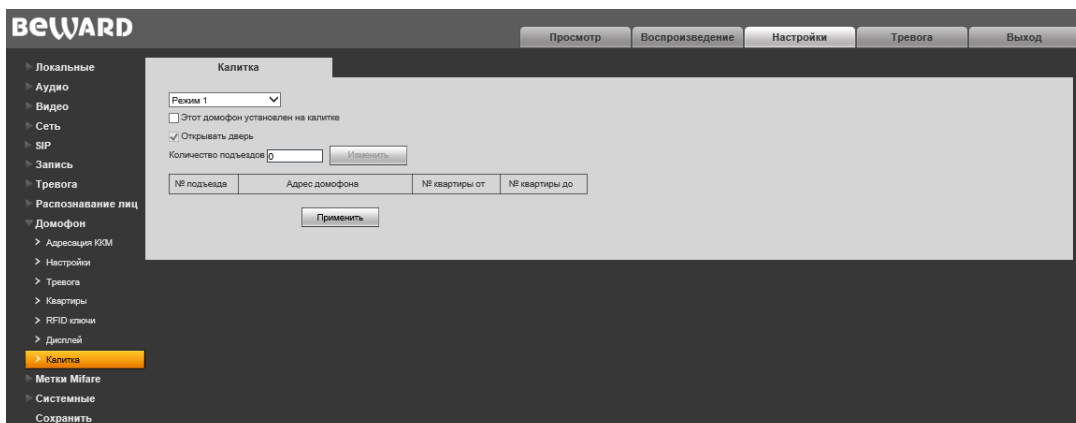 BEWARD
Просмотр Воспроизведение Настройки Тревога Выход
Локальные
Аудио
Видео
Сеть
SIP
Запись
Тревога
Распознавание лиц
Домофон
Адресация ККМ
Настройки
Тревога
Квартиры
RFID ключи
Дисплей
Калитка
Метки Mifare
Системные
Сохранить
Калитка
Режим 1
Этот домофон установлен на калитке
Открывать дверь
Количество подъездов 0 Изменить
№ подъезда Адрес домофона № квартиры от № квартиры до
Применить